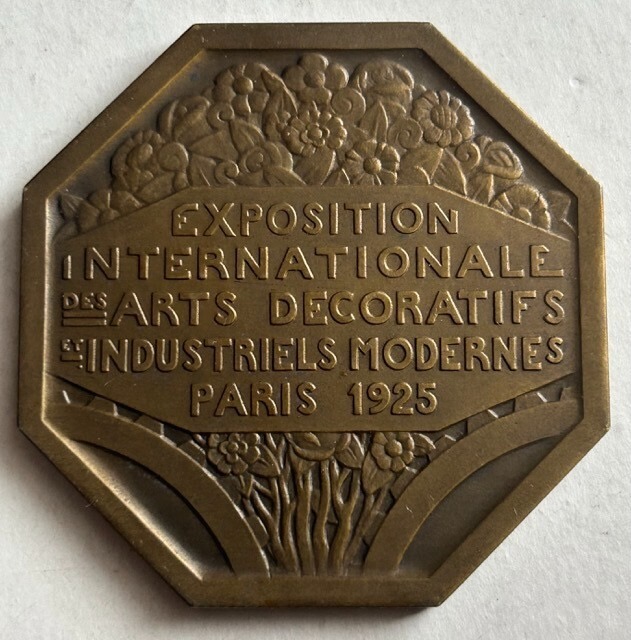 EXPOSITION
INTERNATIONALE
DES ARTS DECORATIFS
ET INDUSTRIELS MODERNES
PARIS 1925